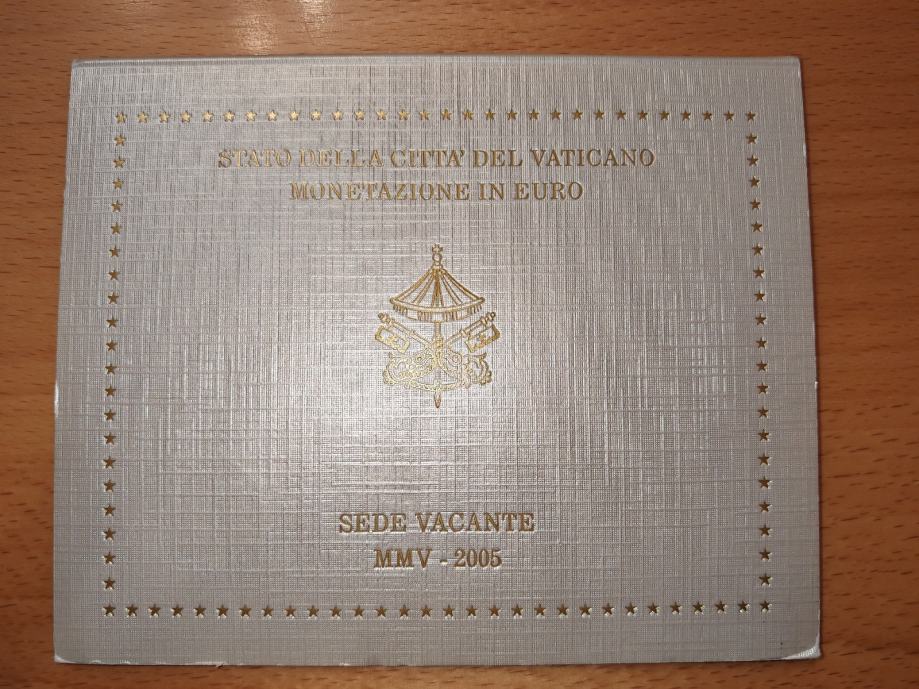 STATO DELLA CITTA' DEL VATICANO
MONETAZIONE IN EURO
SEDE VACANTE
MMV - 2005